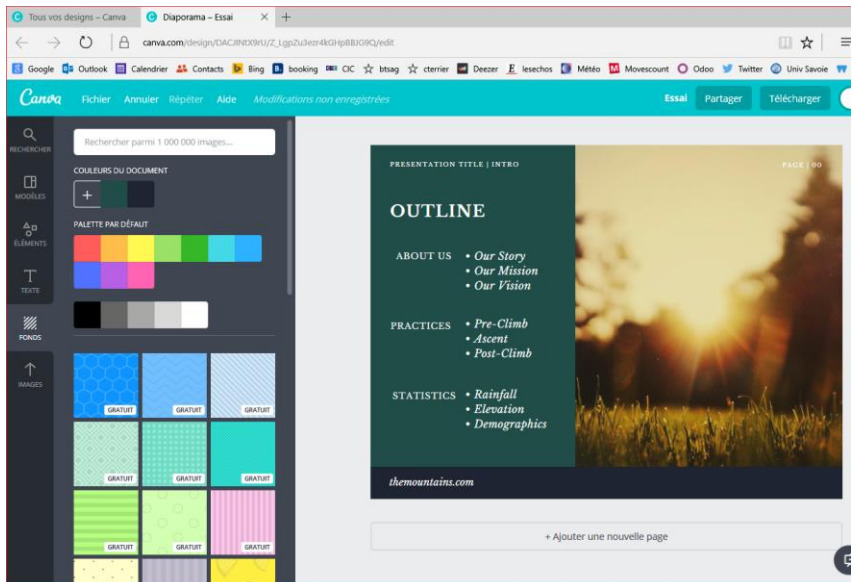 Tous vos designs – Canva
Diaporama – Essai
canva.com/design/DACJINtX9rU/Z_LgpZu3ezr4kGHpBBJG9Q/edit
Google Outlook Calendrier Contacts Bing booking CIC btsag cterrier Deezer lesechos Météo Movescount Odoo Twitter Univ Savoie
Canva Fichier Annuler Répéter Aide Modifications non enregistrées Essai Partager Télécharger
RECHERCHER
MODÈLES
ÉLÉMENTS
TEXTE
FONDS
IMAGES
Rechercher parmi 1 000 000 images...
COULEURS DU DOCUMENT
PALETTE PAR DÉFAUT
GRATUIT GRATUIT GRATUIT
GRATUIT GRATUIT GRATUIT
GRATUIT GRATUIT GRATUIT
PRESENTATION TITLE | INTRO
PAGE | 00
OUTLINE
ABOUT US • Our Story
• Our Mission
• Our Vision
PRACTICES • Pre-Climb
• Ascent
• Post-Climb
STATISTICS • Rainfall
• Elevation
• Demographics
themountains.com
+ Ajouter une nouvelle page